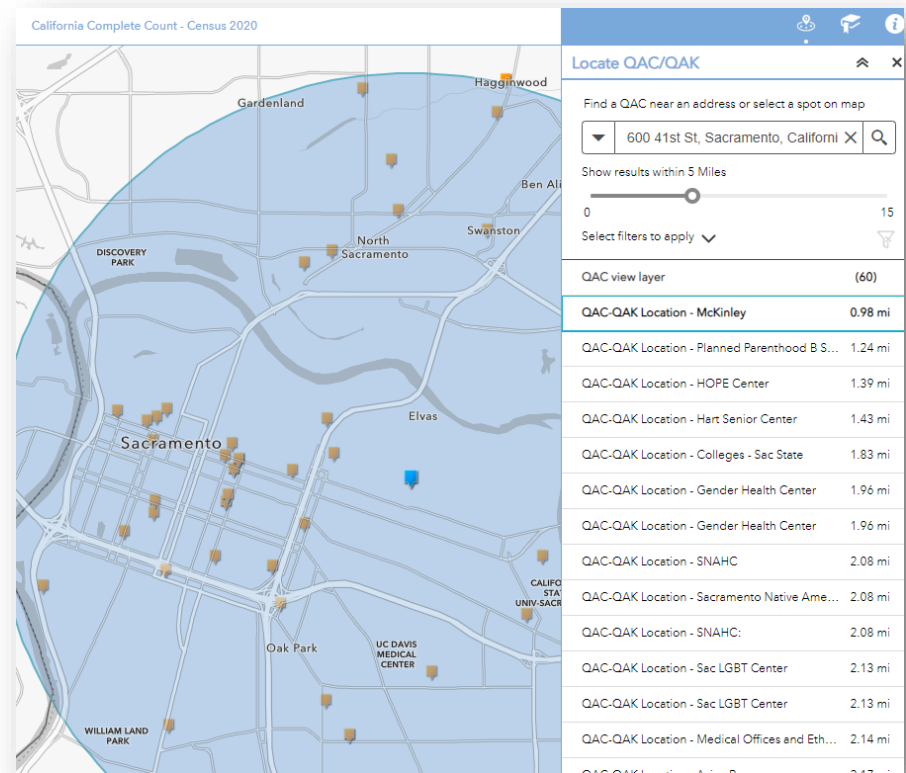 California Complete Count - Census 2020
Hagginwood
Gardenland
Ben Ali
Swanston
North
Sacramento
DISCOVERY
PARK
Elvas
Sacramento
CALIFO
STA
UNIV-SACR
Oak Park
UC DAVIS
MEDICAL
CENTER
WILLIAM LAND
PARK
Locate QAC/QAK
Find a QAC near an address or select a spot on map
600 41st St, Sacramento, Californi
Show results within 5 Miles
0 15
Select filters to apply
QAC view layer (60)
QAC-QAK Location - McKinley 0.98 mi
QAC-QAK Location - Planned Parenthood B S... 1.24 mi
QAC-QAK Location - HOPE Center 1.39 mi
QAC-QAK Location - Hart Senior Center 1.43 mi
QAC-QAK Location - Colleges - Sac State 1.83 mi
QAC-QAK Location - Gender Health Center 1.96 mi
QAC-QAK Location - Gender Health Center 1.96 mi
QAC-QAK Location - SNAHC 2.08 mi
QAC-QAK Location - Sacramento Native Ame... 2.08 mi
QAC-QAK Location - SNAHC: 2.08 mi
QAC-QAK Location - Sac LGBT Center 2.13 mi
QAC-QAK Location - Sac LGBT Center 2.13 mi
QAC-QAK Location - Medical Offices and Eth... 2.14 mi